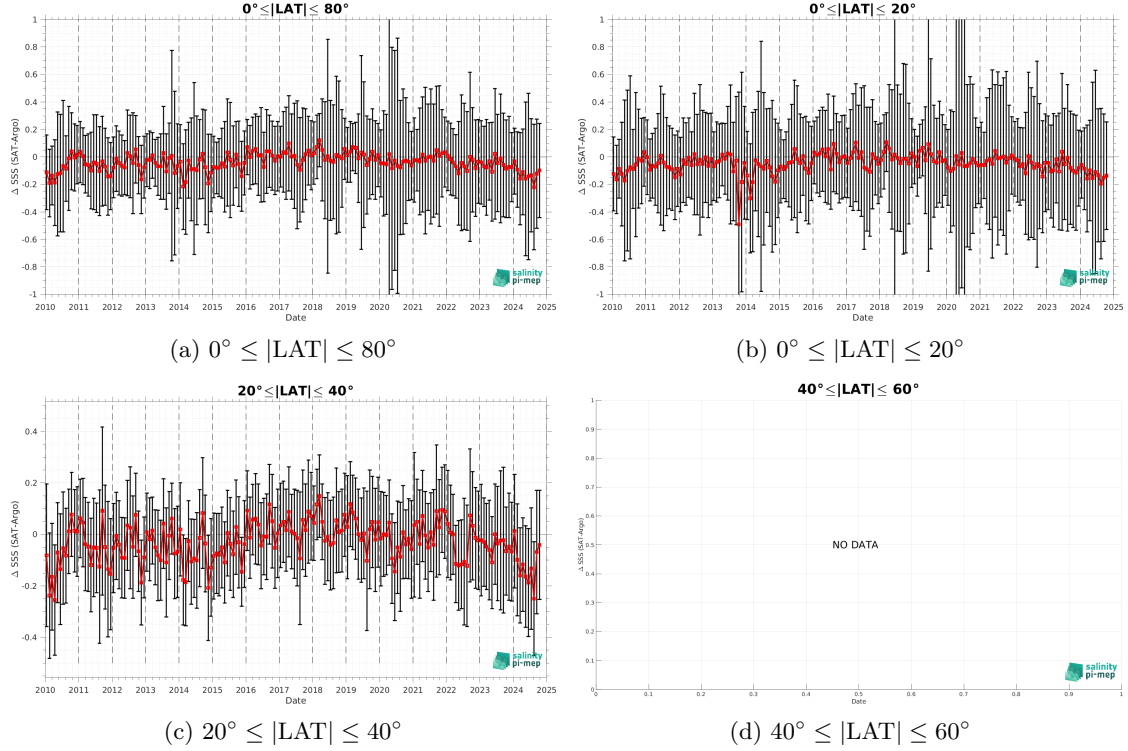 0°≤|LAT|≤ 80°
1
0.8
0.6
0.4
0.2
0
-0.2
-0.4
-0.6
-0.8
-1
Δ SSS (SAT-Argo)
2010 2011 2012 2013 2014 2015 2016 2017 2018 2019 2020 2021 2022 2023 2024 2025
Date
salinity
pi-mep
(a) 0° ≤ |LAT| ≤ 80°
0°≤|LAT|≤ 20°
1
0.8
0.6
0.4
0.2
0
-0.2
-0.4
-0.6
-0.8
-1
Δ SSS (SAT-Argo)
2010 2011 2012 2013 2014 2015 2016 2017 2018 2019 2020 2021 2022 2023 2024 2025
Date
salinity
pi-mep
(b) 0° ≤ |LAT| ≤ 20°
20°≤|LAT|≤ 40°
0.4
0.2
0
-0.2
-0.4
Δ SSS (SAT-Argo)
2010 2011 2012 2013 2014 2015 2016 2017 2018 2019 2020 2021 2022 2023 2024 2025
Date
salinity
pi-mep
(c) 20° ≤ |LAT| ≤ 40°
40°≤|LAT|≤ 60°
1
0.9
0.8
0.7
0.6
0.5
0.4
0.3
0.2
0.1
0
Δ SSS (SAT-Argo)
NO DATA
0 0.1 0.2 0.3 0.4 0.5 0.6 0.7 0.8 0.9 1
Date
salinity
pi-mep
(d) 40° ≤ |LAT| ≤ 60°